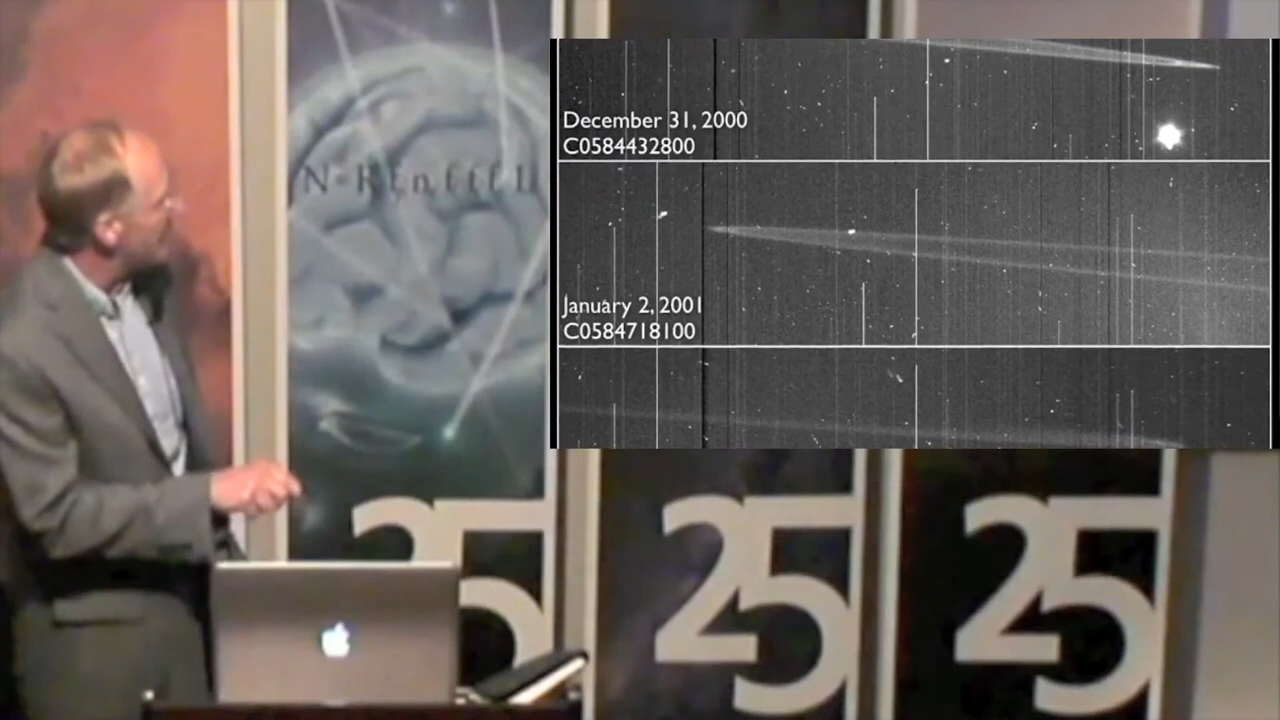 December 31, 2000
C0584432800
January 2, 2001
C0584718100
25
25
25